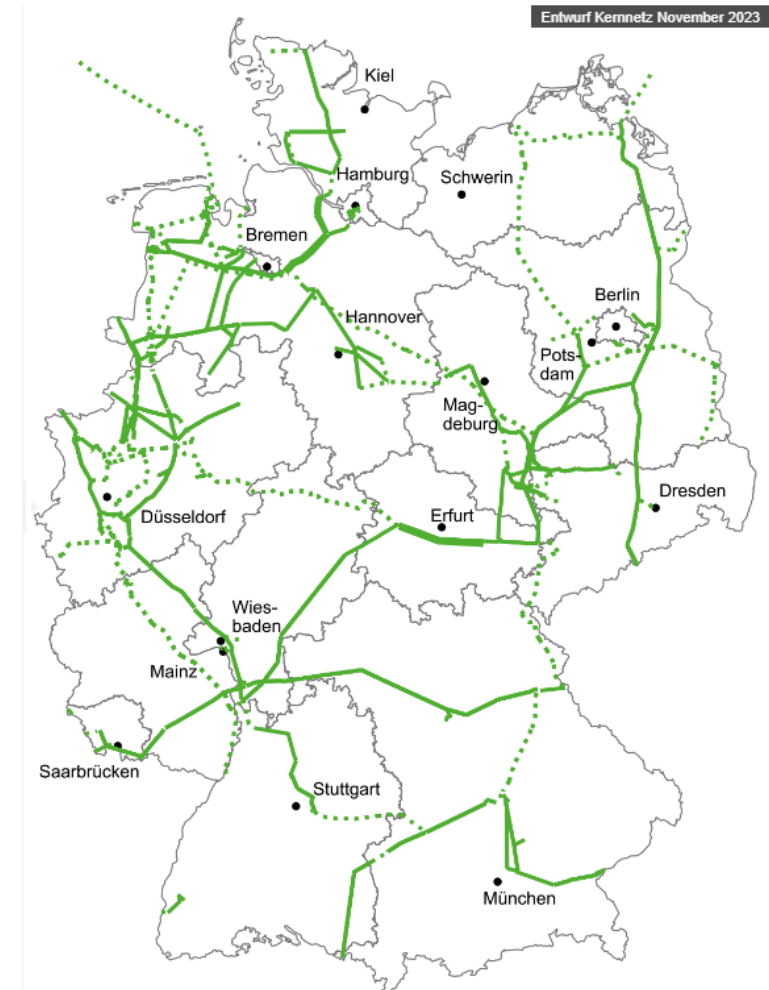 Entwurf Kernnetz November 2023
Kiel
Hamburg
Schwerin
Bremen
Berlin
Hannover
Pots-
dam
Mag-
deburg
Dresden
Düsseldorf
Erfurt
Wies-
baden
Mainz
Saarbrücken
Stuttgart
München